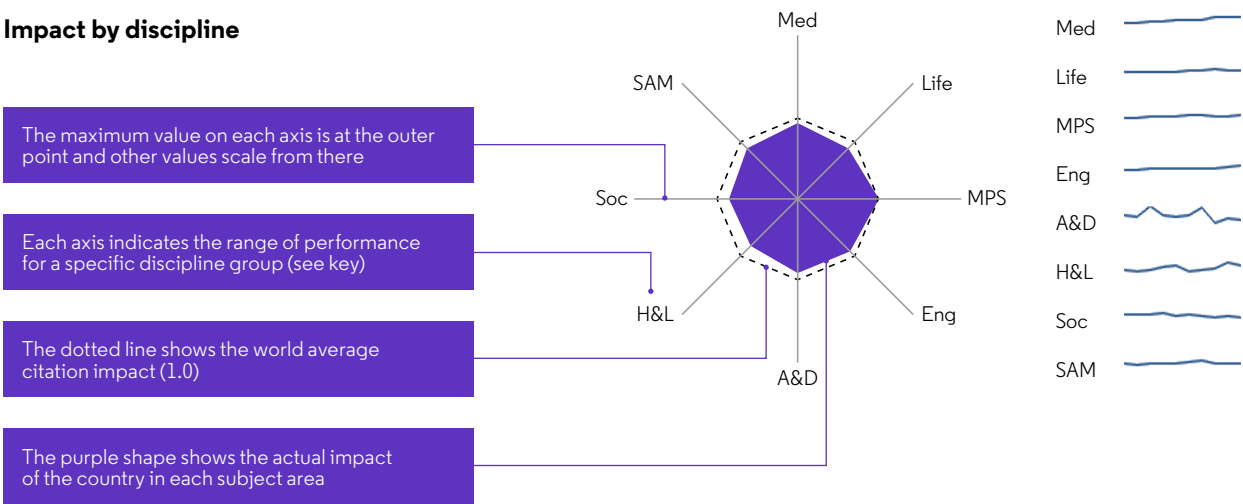 Impact by discipline
The maximum value on each axis is at the outer
point and other values scale from there
Each axis indicates the range of performance
for a specific discipline group (see key)
The dotted line shows the world average
citation impact (1.0)
The purple shape shows the actual impact
of the country in each subject area
Med
Life
MPS
Eng
A&D
H&L
Soc
SAM
Med
Life
MPS
Eng
A&D
H&L
Soc
SAM